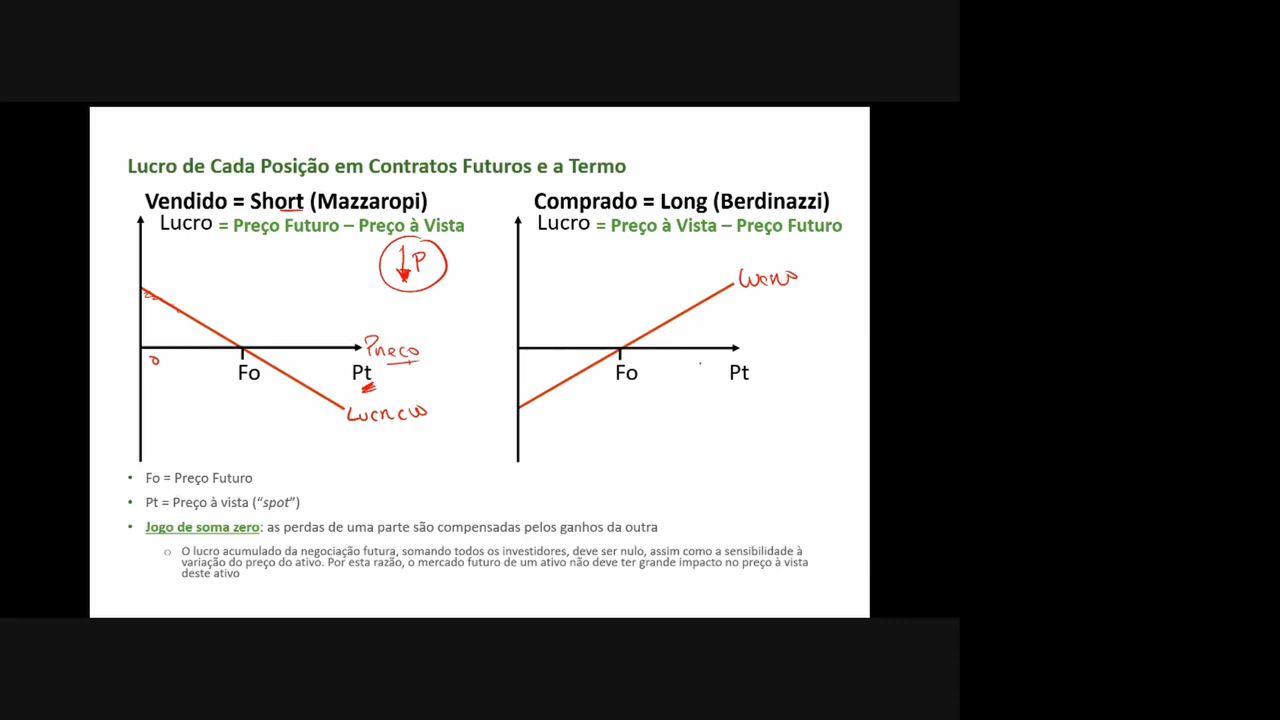 Lucro de Cada Posição em Contratos Futuros e a Termo
Vendido = Short (Mazzaropi)
Lucro = Preço Futuro – Preço à Vista
↓P
Preço
0
Fo
Pt
Comprado = Long (Berdinazzi)
Lucro = Preço à Vista – Preço Futuro
Lucro
Fo
Pt
• Fo = Preço Futuro
• Pt = Preço à vista (“spot”)
• Jogo de soma zero: as perdas de uma parte são compensadas pelos ganhos da outra
o O lucro acumulado da negociação futura, somando todos os investidores, deve ser nulo, assim como a sensibilidade à
variação do preço do ativo. Por esta razão, o mercado futuro de um ativo não deve ter grande impacto no preço à vista
deste ativo